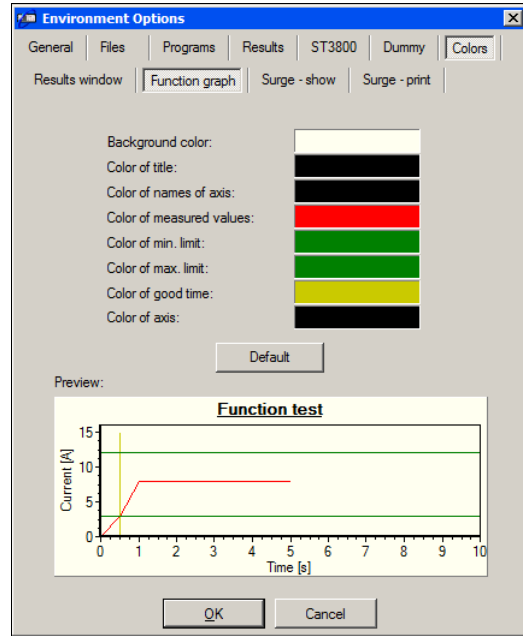 Environment Options
General Files Programs Results ST3800 Dummy Colors
Results window Function graph Surge - show Surge - print
Background color:
Color of title:
Color of names of axis:
Color of measured values:
Color of min. limit:
Color of max. limit:
Color of good time:
Color of axis:
Default
Preview:
Function test
15
10
5
0
Current [A]
0 1 2 3 4 5 6 7 8 9 10
Time [s]
OK Cancel